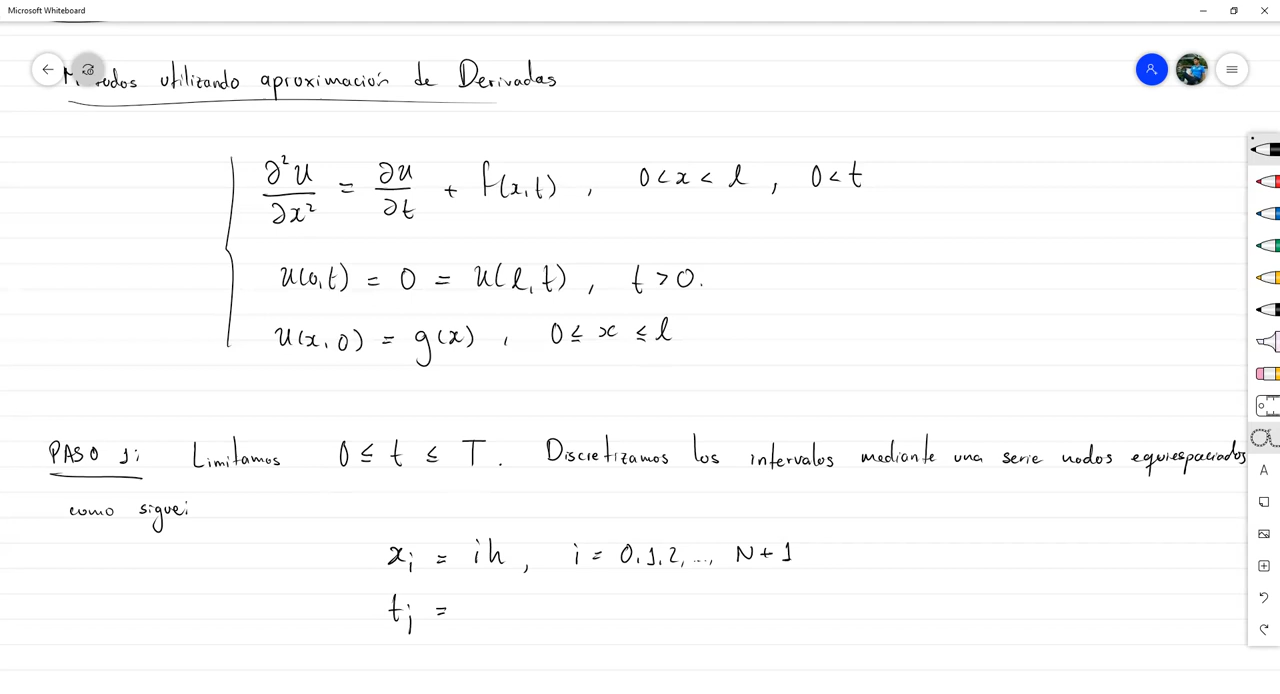 Microsoft Whiteboard
utilizando aproximación de Derivadas
∂²u/∂x² = ∂u/∂t + f(x,t), 0<x<l, 0<t
u(0,t) = 0 = u(l,t), t>0.
u(x,0) = g(x), 0≤x≤l
PASO 1: Limitamos 0≤t≤T. Discretizamos los intervalos mediante una serie nodos equiespaciados
como sigue:
xᵢ = ih, i = 0,1,2,..., N+1
tⱼ =
A